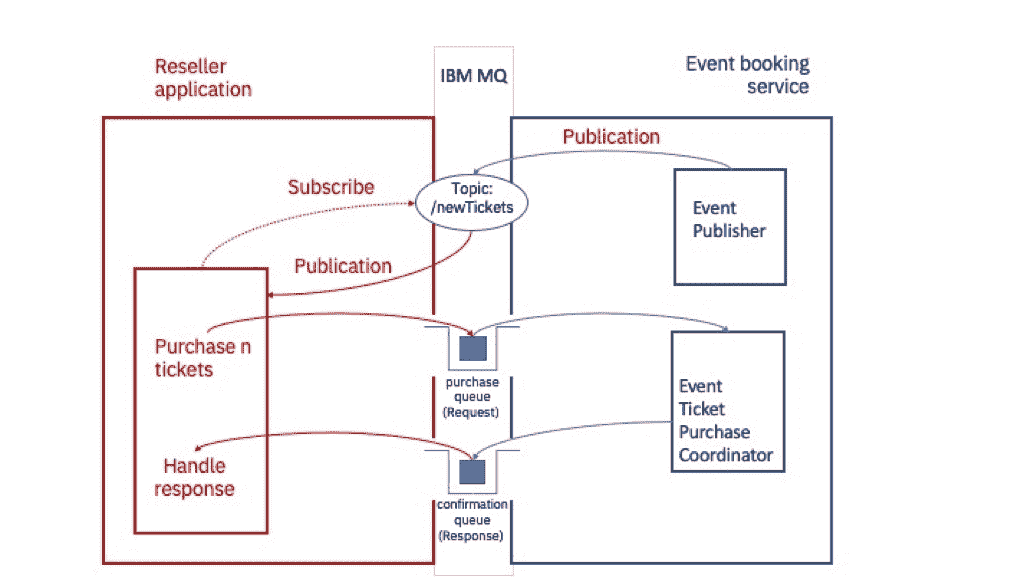 Reseller
application
IBM MQ
Event booking
service
Publication
Subscribe
Topic:
/newTickets
Event
Publisher
Publication
Purchase n
tickets
purchase
queue
(Request)
Event
Ticket
Purchase
Coordinator
Handle
response
confirmation
queue
(Response)